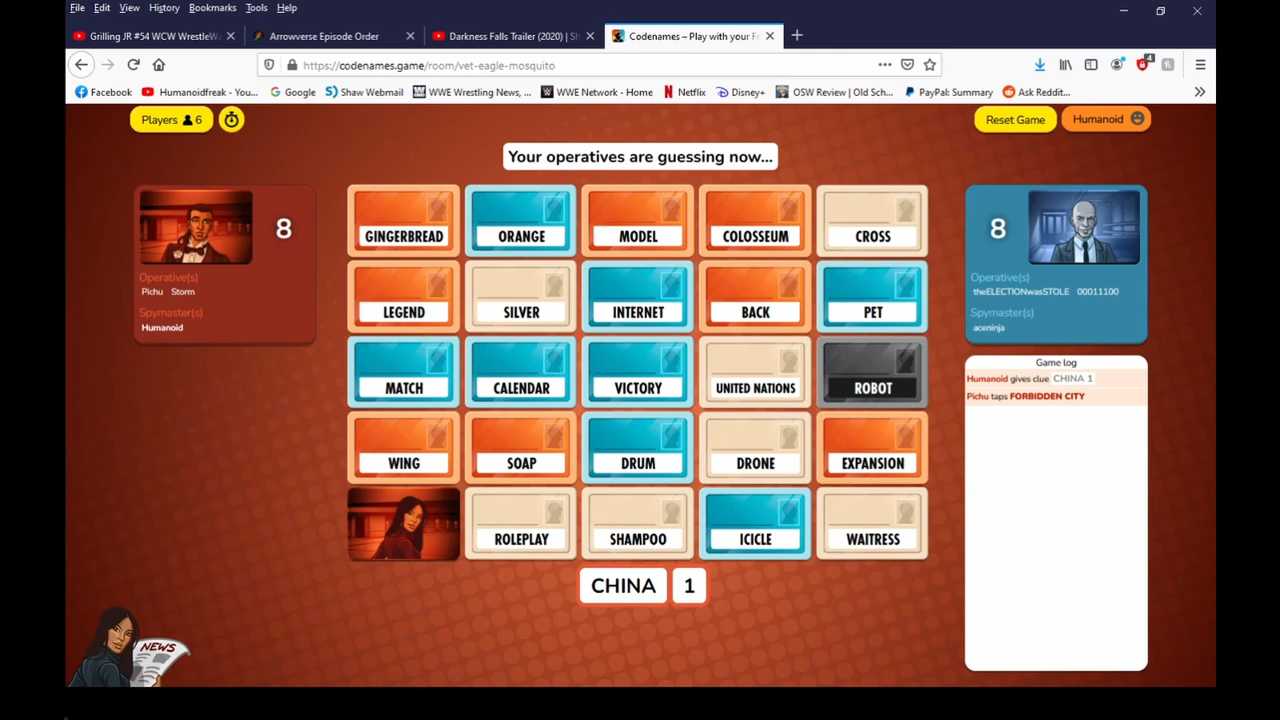 File Edit View History Bookmarks Tools Help
Grilling JR #54 WCW WrestleW
Arrowverse Episode Order
Darkness Falls Trailer (2020) | S
Codenames – Play with your Fr
https://codenames.game/room/vet-eagle-mosquito
4
Facebook Humanoidfreak - You... Google Shaw Webmail WWE Wrestling News, ... WWE Network - Home Netflix Disney+ OSW Review | Old Sch... PayPal: Summary Ask Reddit...
Players 6
Reset Game
Humanoid
Your operatives are guessing now...
8
Operative(s)
Pichu Storm
Spymaster(s)
Humanoid
GINGERBREAD ORANGE MODEL COLOSSEUM CROSS
LEGEND SILVER INTERNET BACK PET
MATCH CALENDAR VICTORY UNITED NATIONS ROBOT
WING SOAP DRUM DRONE EXPANSION
ROLEPLAY SHAMPOO ICICLE WAITRESS
CHINA 1
8
Operative(s)
theELECTIONwasSTOLE 00011100
Spymaster(s)
aceninja
Game log
Humanoid gives clue CHINA 1
Pichu taps FORBIDDEN CITY
NEWS